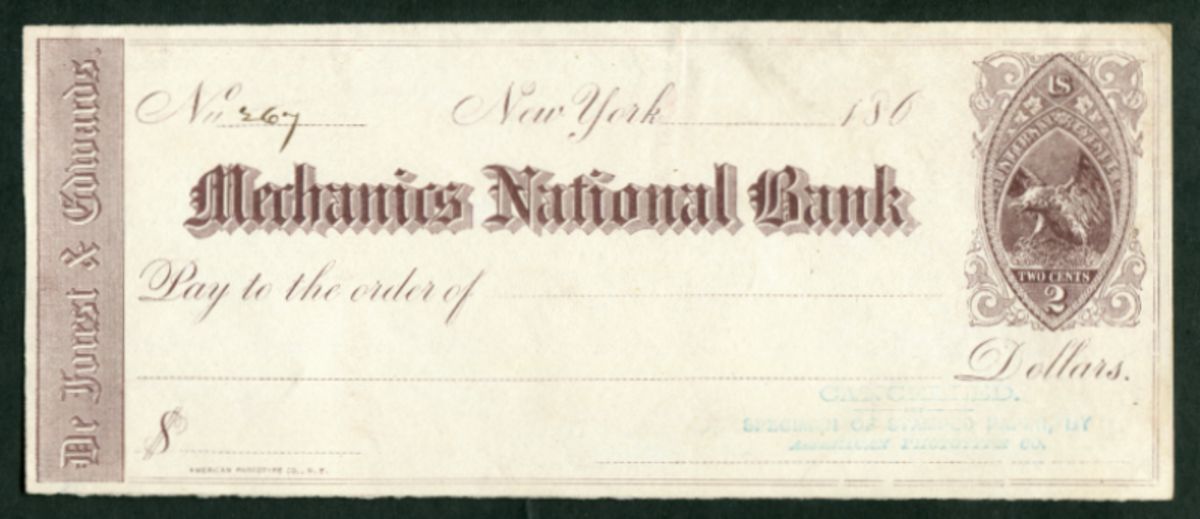 De Forest & Edwards.
No. 267 New York 186
Mechanics National Bank.
Pay to the order of
Dollars.
$
U.S.
INTERNAL REVENUE
TWO CENTS
2
CANCELLED.
SPECIMEN OF STAMPED PAPER BY
AMERICAN PHOTOTYPE CO.
AMERICAN PHOTOTYPE CO., N. Y.